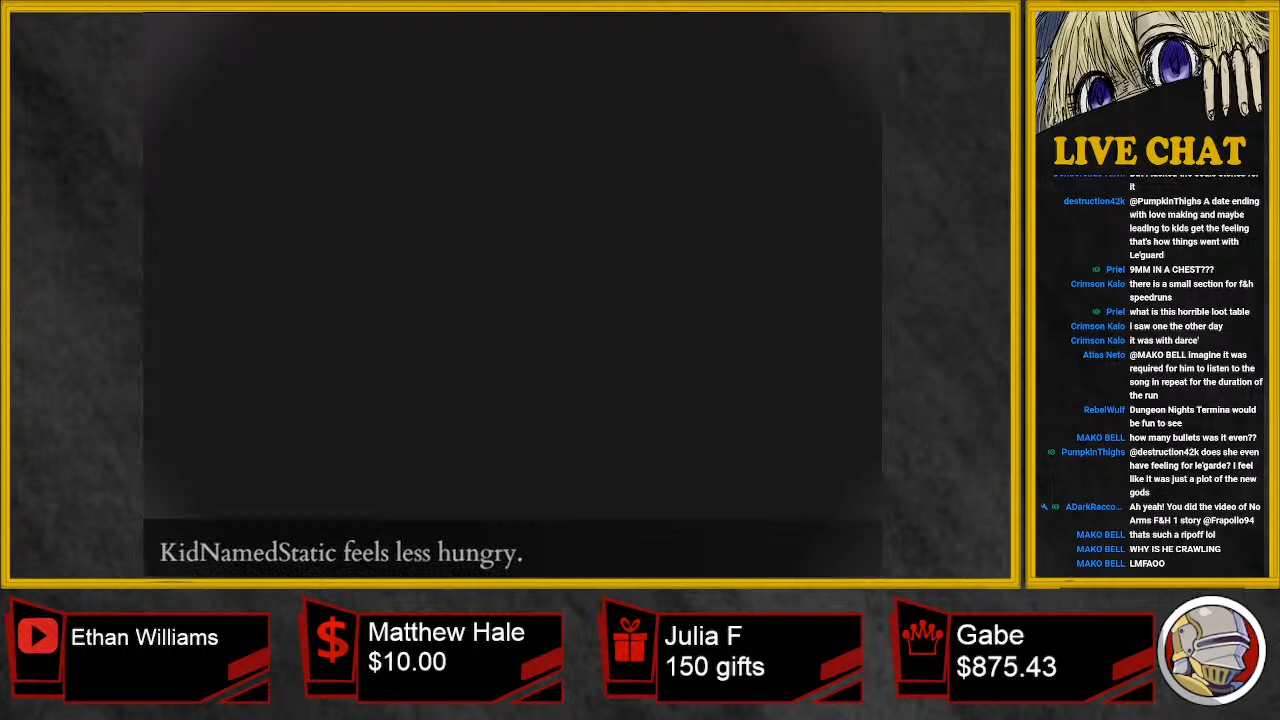 KidNamedStatic feels less hungry.
LIVE CHAT
it
destruction42k @PumpkinThighs A date ending
with love making and maybe
leading to kids get the feeling
that's how things went with
Le'guard
Priel 9MM IN A CHEST???
Crimson Kalo there is a small section for f&h
speedruns
Priel what is this horrible loot table
Crimson Kalo i saw one the other day
Crimson Kalo it was with darce'
Atlas Neto @MAKO BELL imagine it was
required for him to listen to the
song in repeat for the duration of
the run
RebelWulf Dungeon Nights Termina would
be fun to see
MAKO BELL how many bullets was it even??
PumpkinThighs @destruction42k does she even
have feeling for le'garde? I feel
like it was just a plot of the new
gods
ADarkRacco... Ah yeah! You did the video of No
Arms F&H 1 story @Frapollo94
MAKO BELL thats such a ripoff lol
MAKO BELL WHY IS HE CRAWLING
MAKO BELL LMFAOO
Ethan Williams
Matthew Hale
$10.00
Julia F
150 gifts
Gabe
$875.43